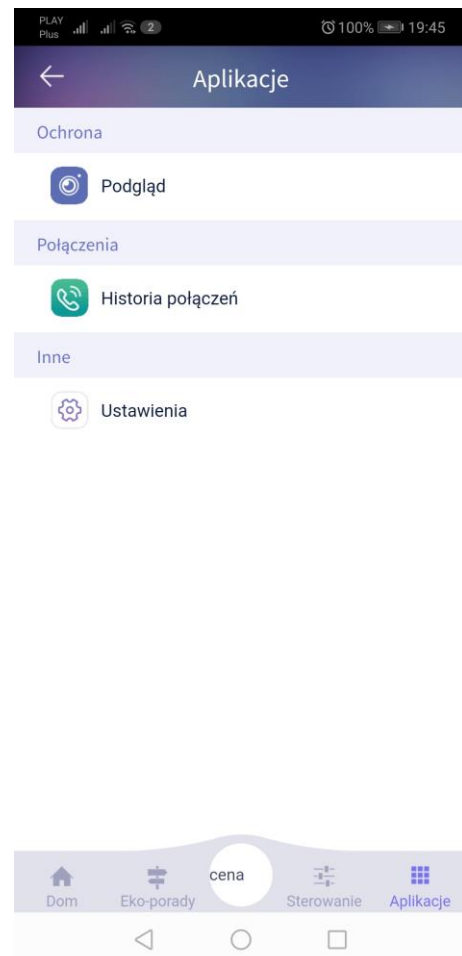 PLAY
Plus 2 100% 19:45
Aplikacje
Ochrona
Podgląd
Połączenia
Historia połączeń
Inne
Ustawienia
cena
Dom Eko-porady Sterowanie Aplikacje